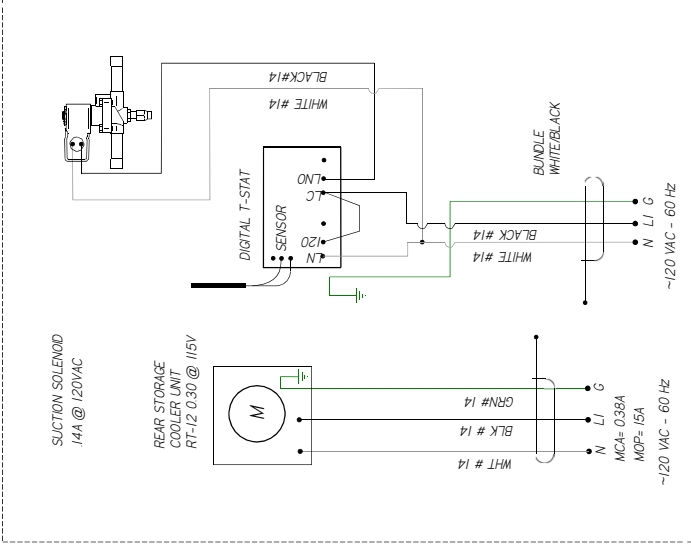 BLACK#14
WHITE #14
BUNDLE
WHITE/BLACK
DIGITAL T-STAT
SENSOR
LNO
LC
120
LN
BLACK #14
WHITE #14
G
L1
N
~120 VAC - 60 Hz
SUCTION SOLENOID
.14A @ 120VAC
REAR STORAGE
COOLER UNIT
RT-12 0.30 @ 115V
M
GRN# 14
BLK # 14
WHT # 14
G
L1
N
MCA= 0.38A
MOP= 15A
~120 VAC - 60 Hz